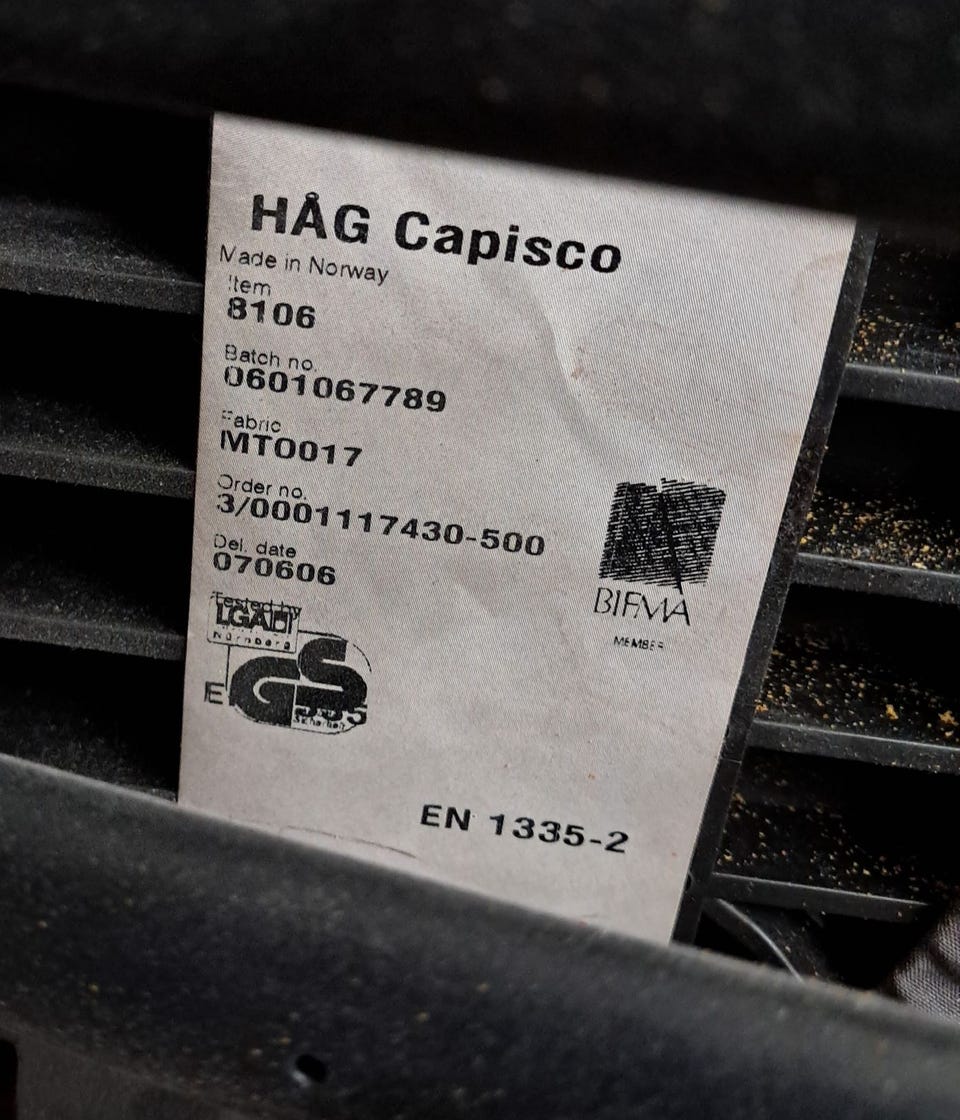 HÅG Capisco
Made in Norway
Item
8106
Batch no.
0601067789
Fabric
MT0017
Order no.
3/0001117430-500
Del. date
070606
Tested by
LGA
Nürnberg
GS
BIFMA
MEMBER
EN 1335-2